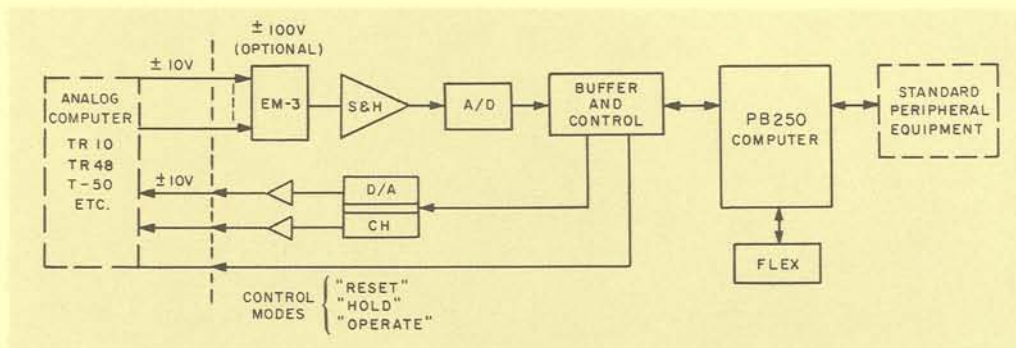 ± 100V
(OPTIONAL)
± 10V
ANALOG
COMPUTER
TR 10
TR 48
T-50
ETC.
EM-3
S&H
A/D
BUFFER
AND
CONTROL
PB250
COMPUTER
STANDARD
PERIPHERAL
EQUIPMENT
±10V
D/A
CH
FLEX
CONTROL
MODES
"RESET"
"HOLD"
"OPERATE"